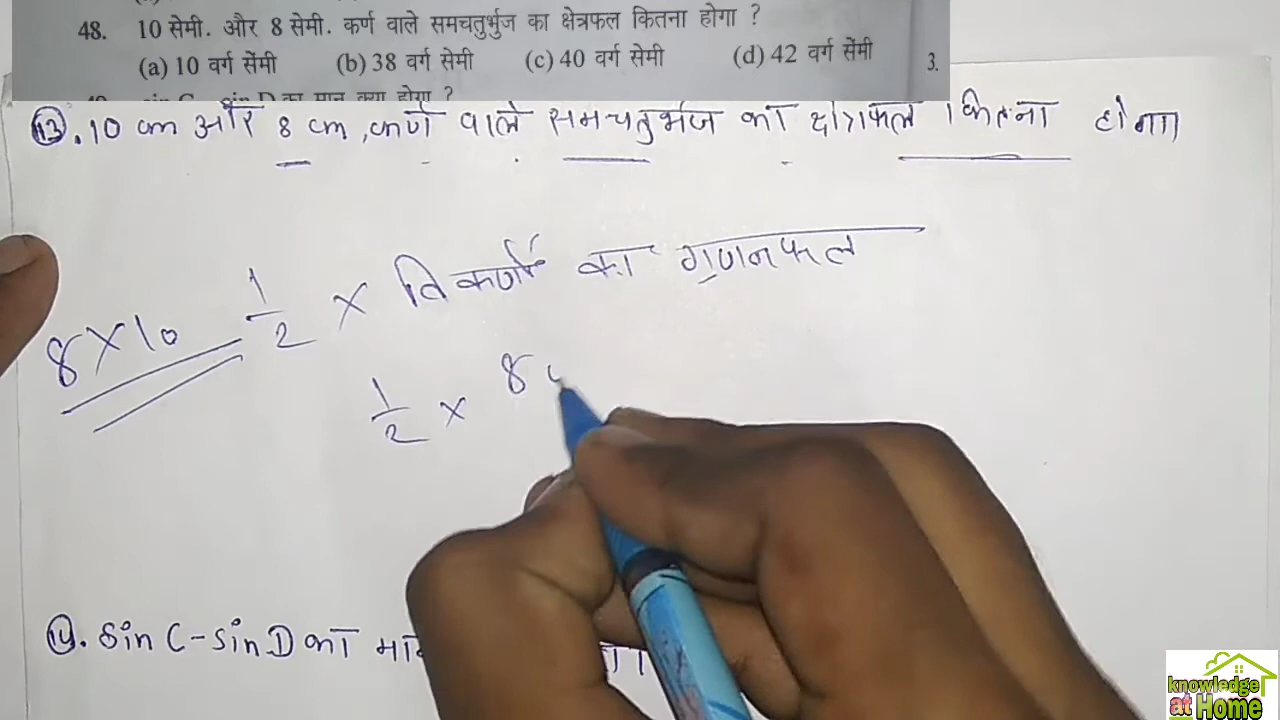 48. 10 सेमी. और 8 सेमी. कर्ण वाले समचतुर्भुज का क्षेत्रफल कितना होगा ?
(a) 10 वर्ग सेंमी (b) 38 वर्ग सेमी (c) 40 वर्ग सेमी (d) 42 वर्ग सेंमी
3.
sin C - sin D का मान क्या होगा ?
13. 10 cm और 8 cm, कर्ण वाले समचतुर्भुज का क्षेत्रफल कितना होगा
1/2 × विकर्णो का गुणनफल
8×10
1/2 × 8
14. Sin C - sin D का
knowledge
at Home